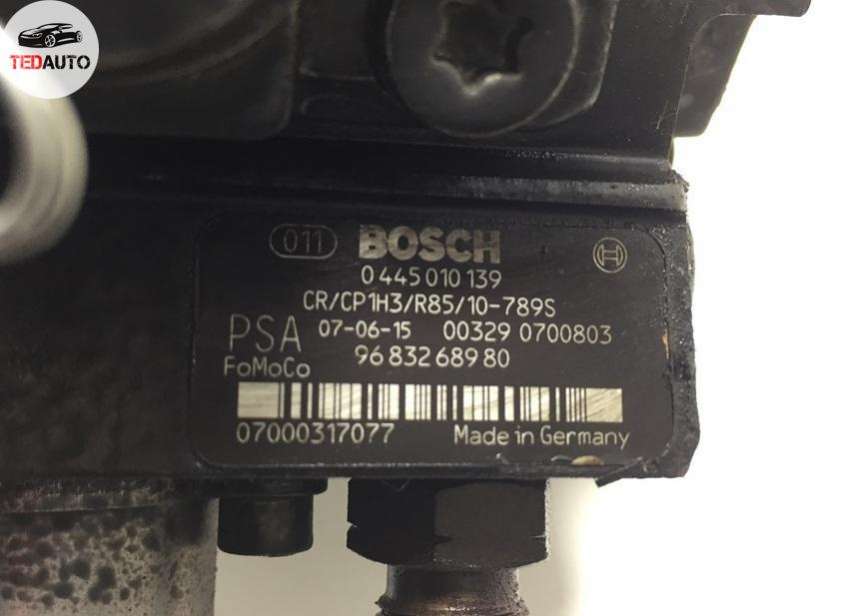 TEDAUTO
011 BOSCH
0 445 010 139
CR/CP1H3/R85/10-789S
PSA 07-06-15 00329 0700803
FoMoCo 96 832 689 80
07000317077 Made in Germany